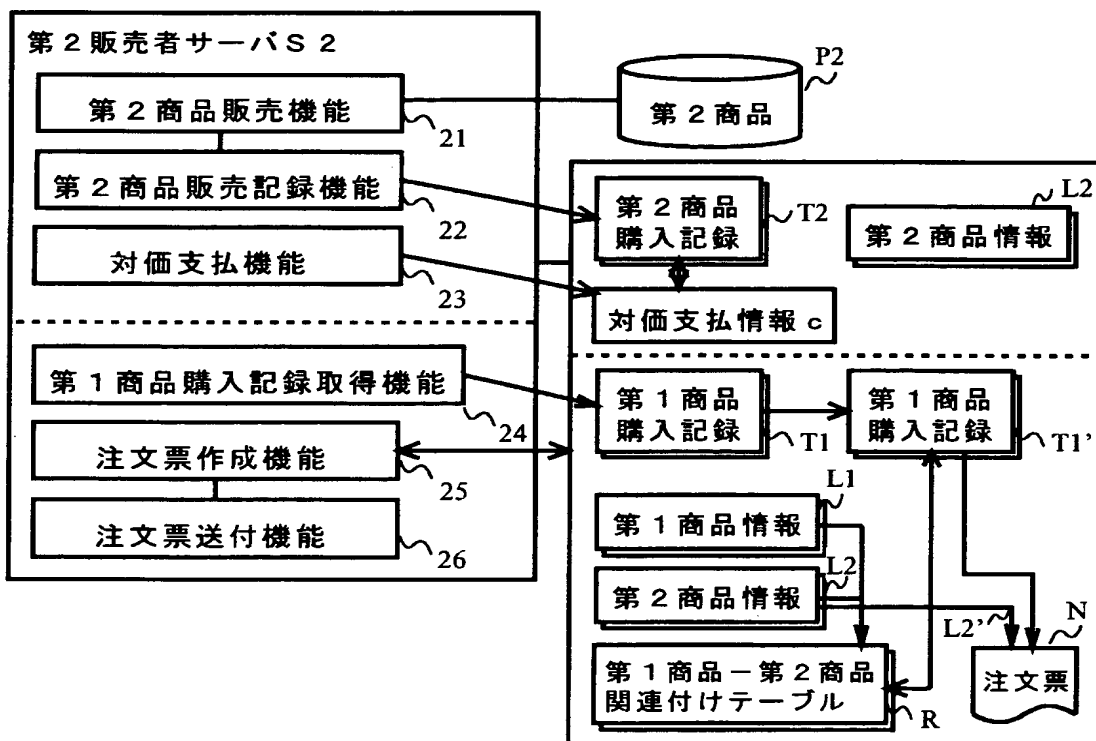 第２販売者サーバＳ２
第２商品販売機能
21
第２商品販売記録機能
22
対価支払機能
23
第１商品購入記録取得機能
24
注文票作成機能
25
注文票送付機能
26
第２商品
P2
第２商品
購入記録
T2
第２商品情報
L2
対価支払情報ｃ
第１商品
購入記録
T1
第１商品
購入記録
T1'
第１商品情報
L1
第２商品情報
L2
L2'
第１商品－第２商品
関連付けテーブル
R
注文票
N